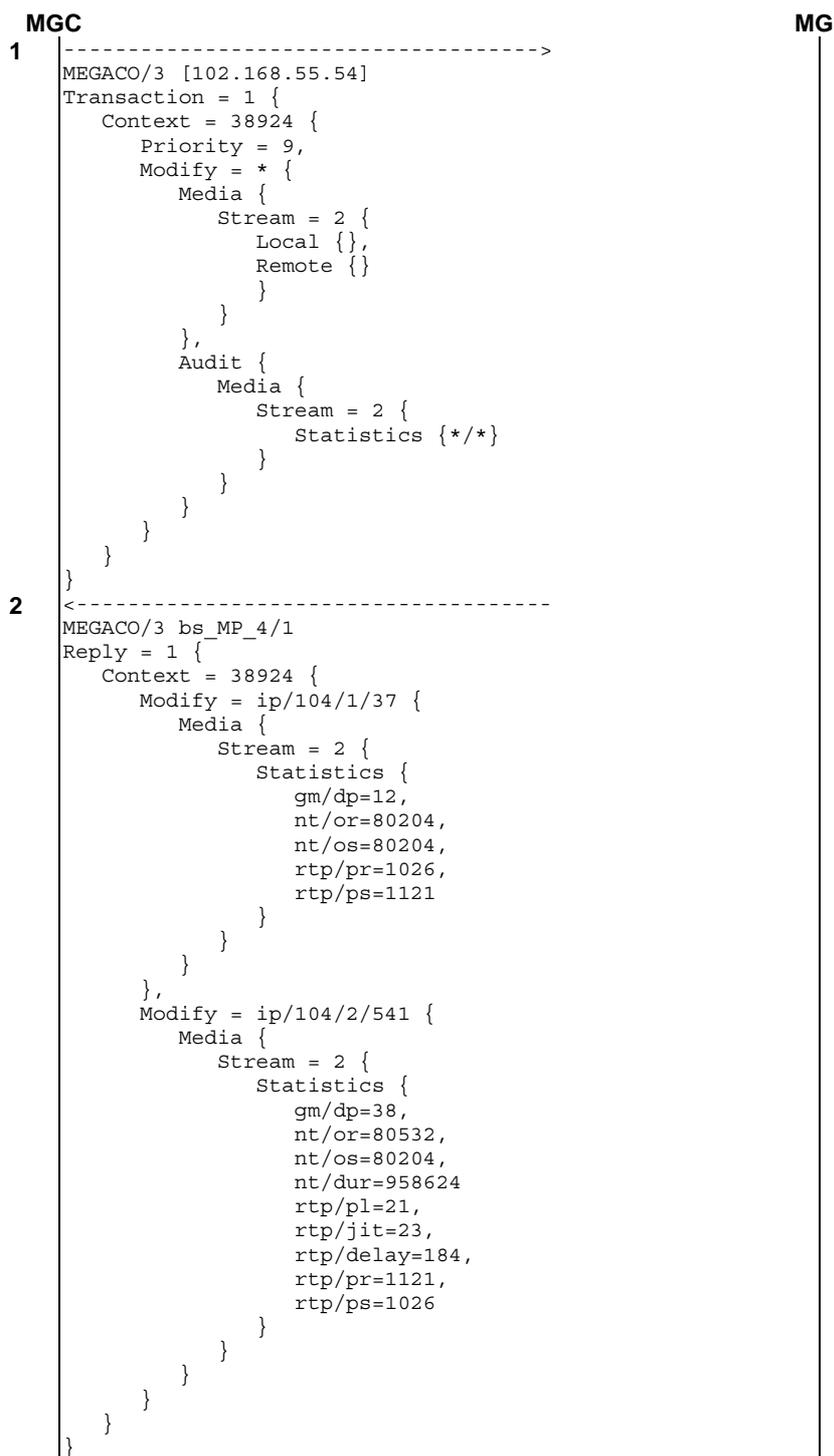 MGC MG
1 ------------------------------------->
MEGACO/3 [102.168.55.54]
Transaction = 1 {
   Context = 38924 {
      Priority = 9,
      Modify = * {
         Media {
            Stream = 2 {
               Local {},
               Remote {}
               }
            }
         },
         Audit {
            Media {
               Stream = 2 {
                  Statistics {*/*}
               }
            }
         }
      }
   }
}
2 <-------------------------------------
MEGACO/3 bs_MP_4/1
Reply = 1 {
   Context = 38924 {
      Modify = ip/104/1/37 {
         Media {
            Stream = 2 {
               Statistics {
                  gm/dp=12,
                  nt/or=80204,
                  nt/os=80204,
                  rtp/pr=1026,
                  rtp/ps=1121
               }
            }
         }
      },
      Modify = ip/104/2/541 {
         Media {
            Stream = 2 {
               Statistics {
                  gm/dp=38,
                  nt/or=80532,
                  nt/os=80204,
                  nt/dur=958624
                  rtp/pl=21,
                  rtp/jit=23,
                  rtp/delay=184,
                  rtp/pr=1121,
                  rtp/ps=1026
               }
            }
         }
      }
   }
}